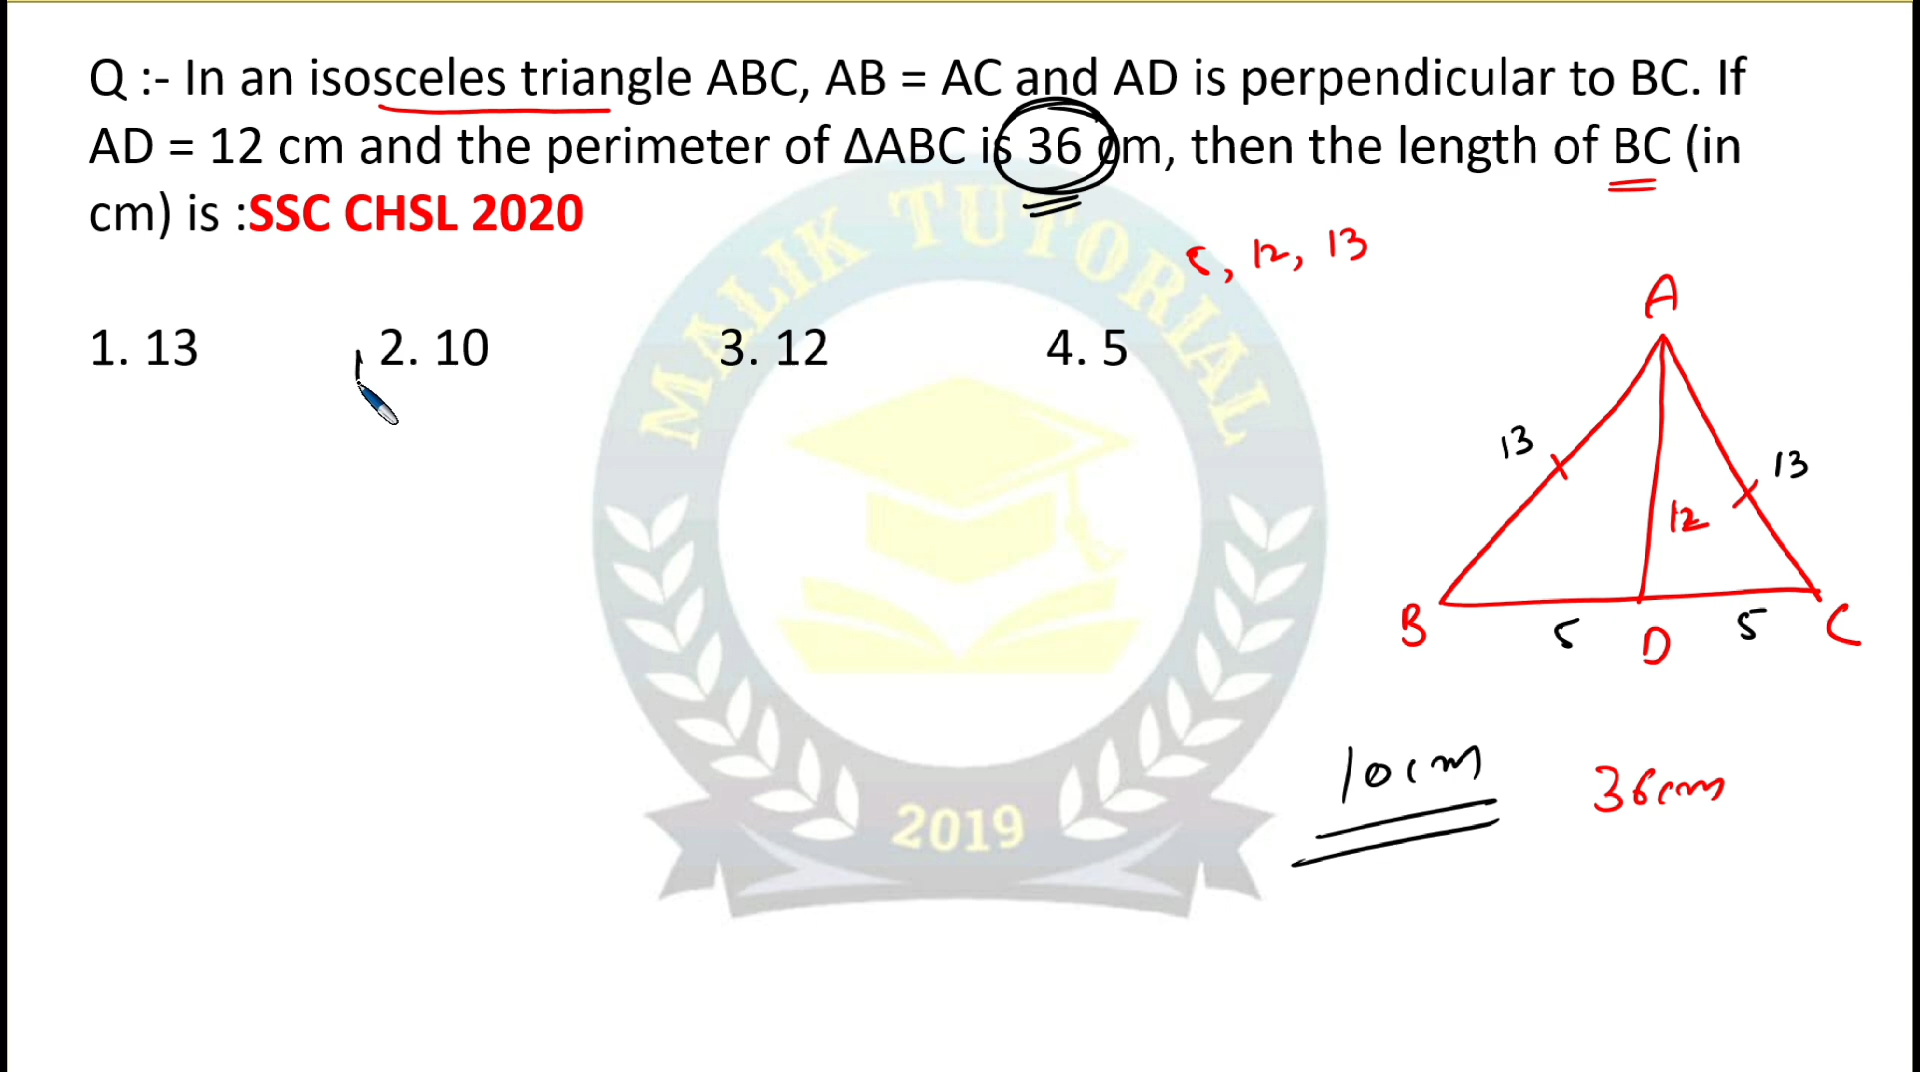 Q :- In an isosceles triangle ABC, AB = AC and AD is perpendicular to BC. If
AD = 12 cm and the perimeter of ΔABC is 36 cm, then the length of BC (in
cm) is :SSC CHSL 2020
5, 12, 13
1. 13 2. 10 3. 12 4. 5
MALIK TUTORIAL
A
13
13
12
B 5 D 5 C
10cm 36cm
2019